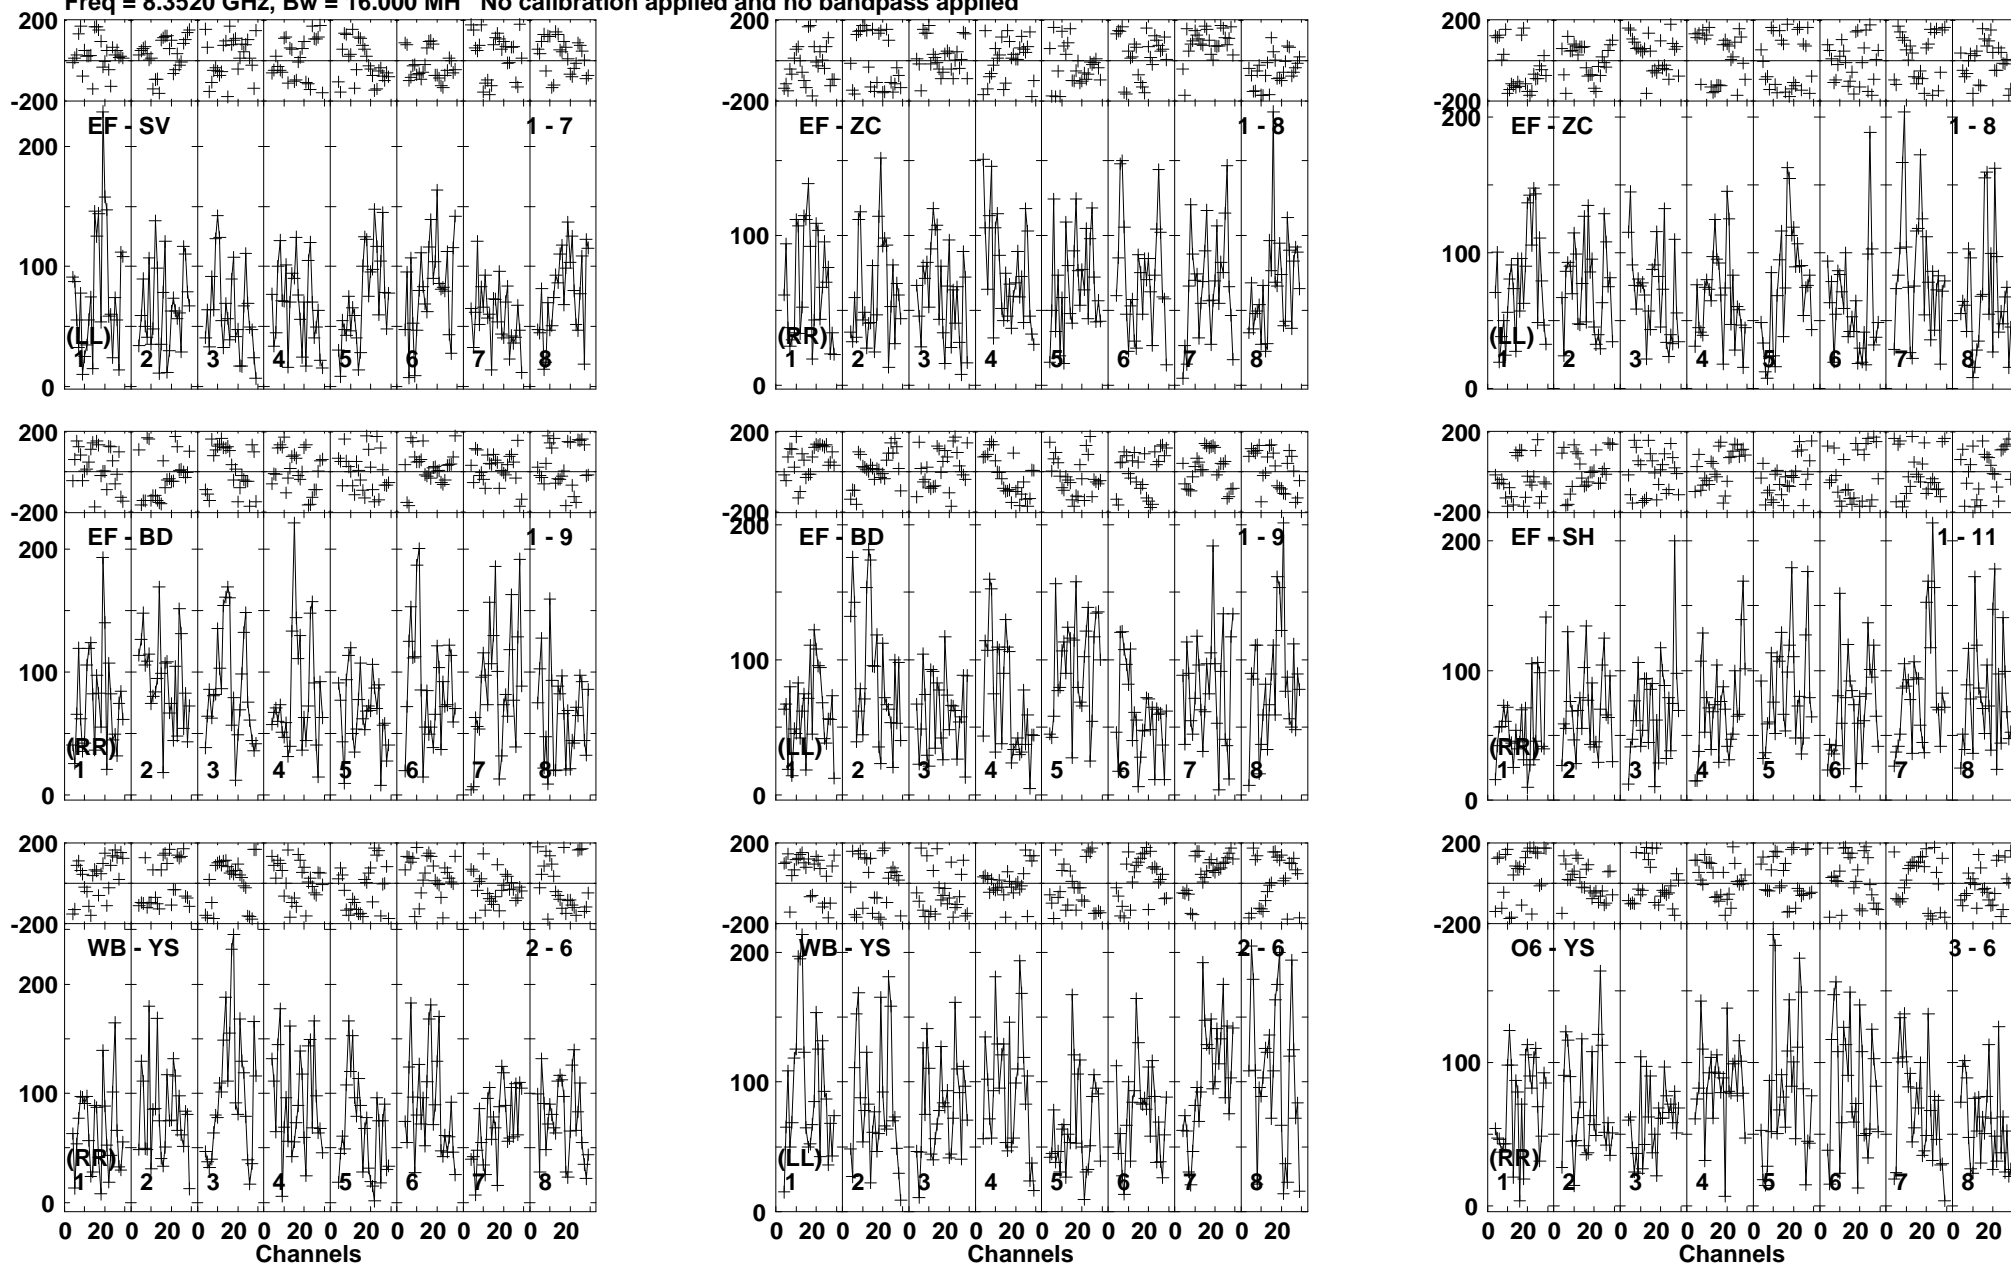 Freq = 8.3520 GHz, Bw = 16.000 MH No calibration applied and no bandpass applied
200 200 200
-200 -200 -200
EF - SV 1 - 7 EF - ZC 1 - 8 EF - ZC 1 - 8
200 200
100 100 100
(LL) (RR) (LL)
1 2 3 4 5 6 7 8 1 2 3 4 5 6 7 8 1 2 3 4 5 6 7 8
0 0 0
200 200 200
-200 -200 -200
EF - BD 1 - 9 EF - BD 1 - 9 EF - SH 1 - 11
200 200 200
100 100 100
(RR) (LL) (RR)
1 2 3 4 5 6 7 8 1 2 3 4 5 6 7 8 1 2 3 4 5 6 7 8
0 0 0
200 200 200
-200 -200 -200
WB - YS 2 - 6 WB - YS 2 - 6 O6 - YS 3 - 6
200 200
100 100 100
(RR) (LL) (RR)
1 2 3 4 5 6 7 8 1 2 3 4 5 6 7 8 1 2 3 4 5 6 7 8
0 0 0
0 20 0 20 0 20 0 20 0 20 0 20 0 20 0 20 0 20 0 20 0 20 0 20 0 20 0 20 0 20 0 20 0 20 0 20 0 20 0 20 0 20 0 20 0 20 0 20
Channels Channels Channels